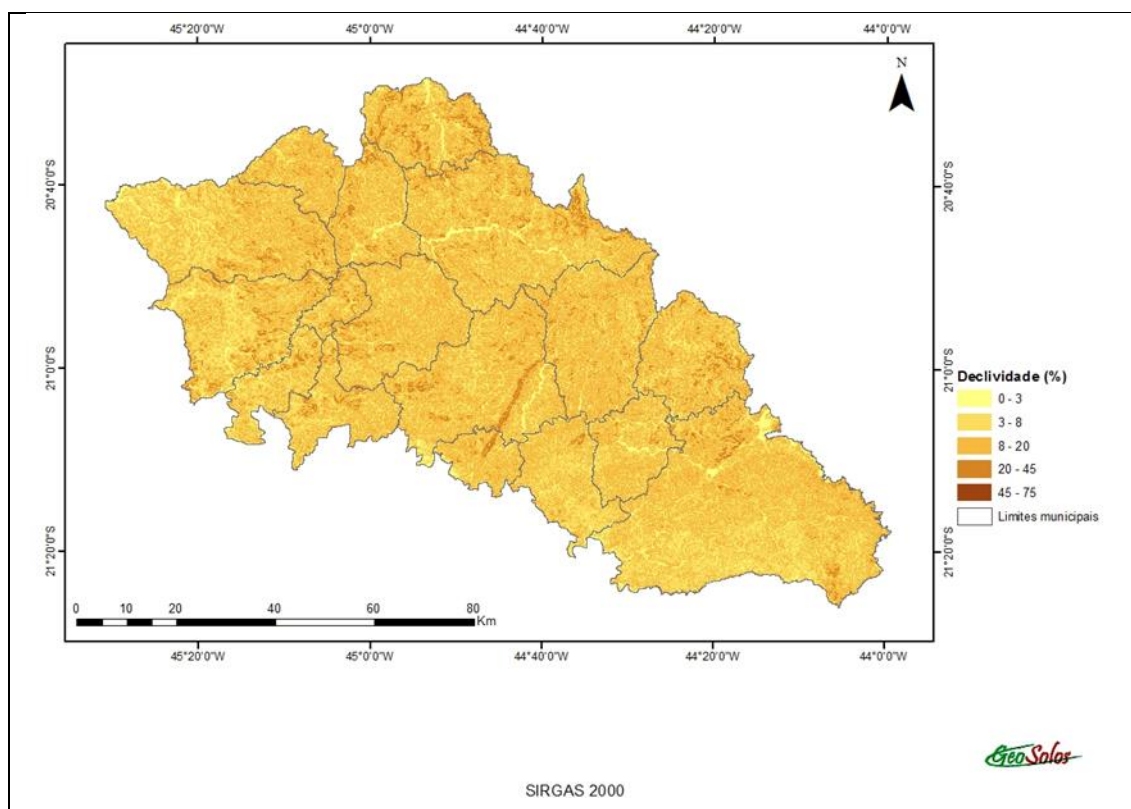 45°20'0"W 45°0'0"W 44°40'0"W 44°20'0"W 44°0'0"W
N
20°40'0"S 20°40'0"S
21°0'0"S 21°0'0"S
Declividade (%)
0 - 3
3 - 8
8 - 20
20 - 45
45 - 75
Limites municipais
21°20'0"S 21°20'0"S
0 10 20 40 60 80
Km
45°20'0"W 45°0'0"W 44°40'0"W 44°20'0"W 44°0'0"W
GeoSolos
SIRGAS 2000